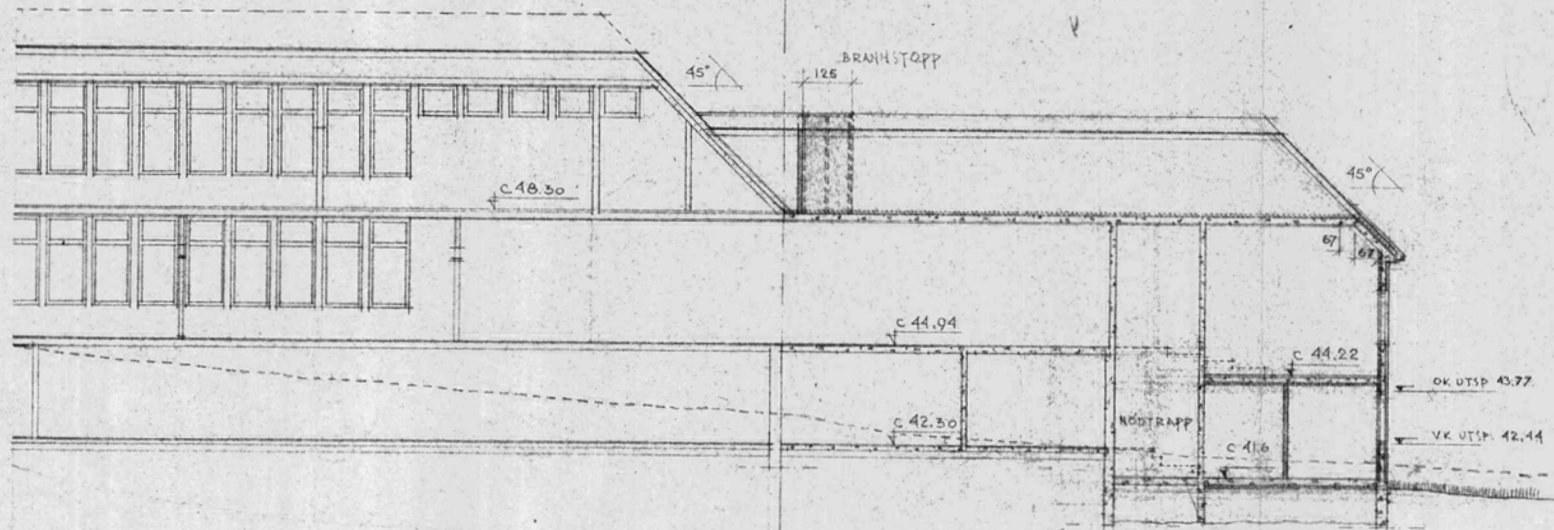 BRANNSTOPP
125
45°
45°
C 48.30
67
67
C 44.94
C 44.22
OK UTSP 43.77
C 42.30
NØDTRAPP
VK UTSP. 42.44
C 41.6